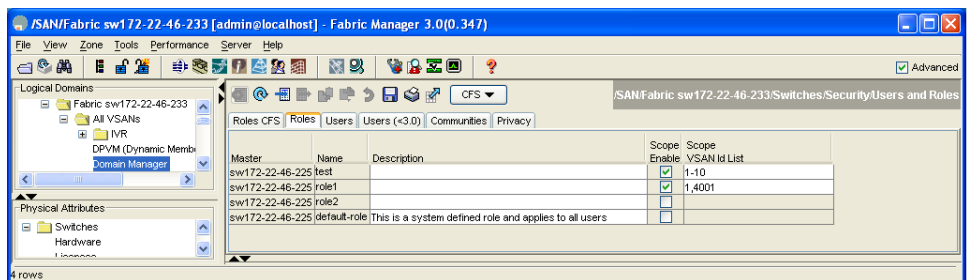 /SAN/Fabric sw172-22-46-233 [admin@localhost] - Fabric Manager 3.0(0.347)
File View Zone Tools Performance Server Help
Advanced
Logical Domains
Fabric sw172-22-46-233
All VSANs
IVR
DPVM (Dynamic Membe
Domain Manager
Physical Attributes
Switches
Hardware
Licenses
4 rows
CFS
/SAN/Fabric sw172-22-46-233/Switches/Security/Users and Roles
Roles CFS Roles Users Users (<3.0) Communities Privacy
Scope Scope
Master Name Description Enable VSAN Id List
sw172-22-46-225 test 1-10
sw172-22-46-225 role1 1,4001
sw172-22-46-225 role2
sw172-22-46-225 default-role This is a system defined role and applies to all users